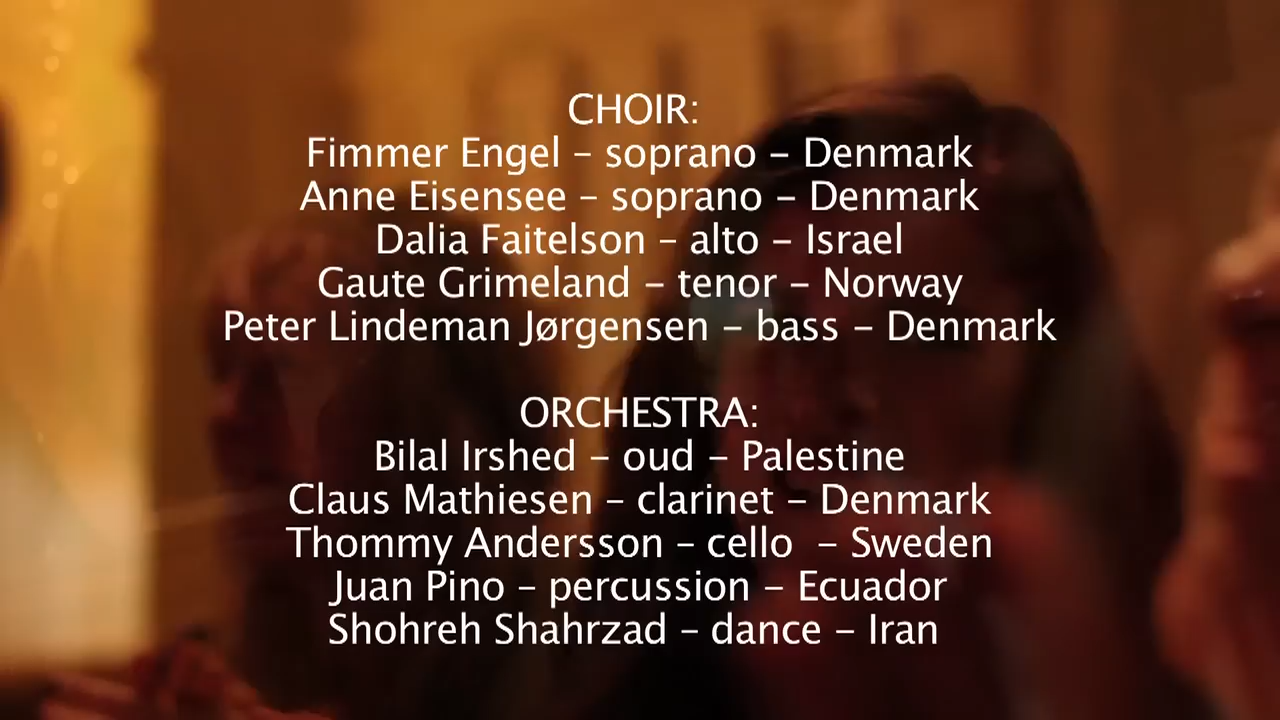 CHOIR:
Fimmer Engel – soprano – Denmark
Anne Eisensee – soprano – Denmark
Dalia Faitelson – alto – Israel
Gaute Grimeland – tenor – Norway
Peter Lindeman Jørgensen – bass – Denmark
ORCHESTRA:
Bilal Irshed – oud – Palestine
Claus Mathiesen – clarinet – Denmark
Thommy Andersson – cello – Sweden
Juan Pino – percussion – Ecuador
Shohreh Shahrzad – dance – Iran